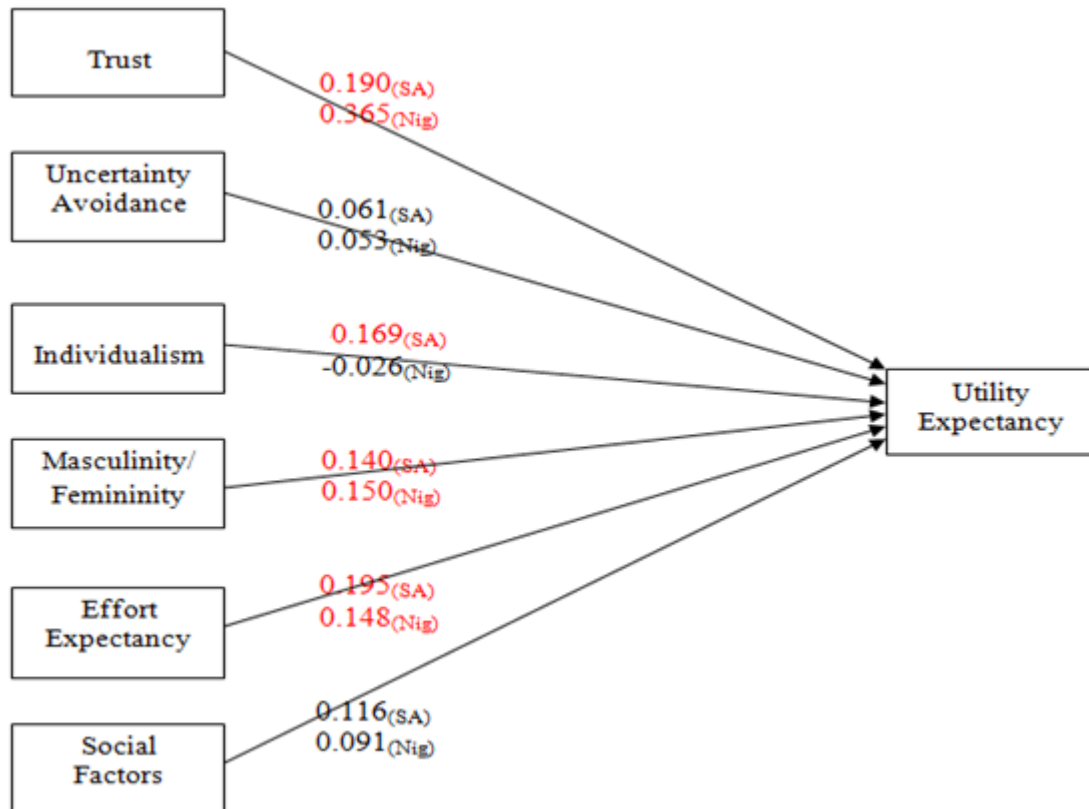 Trust
0.190(SA)
0.365(Nig)
Uncertainty
Avoidance
0.061(SA)
0.053(Nig)
Individualism
0.169(SA)
-0.026(Nig)
Utility
Expectancy
Masculinity/
Femininity
0.140(SA)
0.150(Nig)
Effort
Expectancy
0.195(SA)
0.148(Nig)
Social
Factors
0.116(SA)
0.091(Nig)